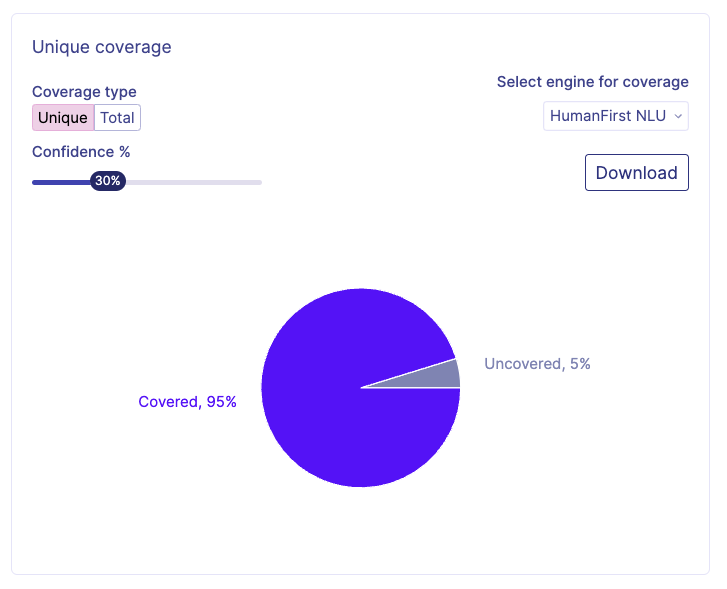 Unique coverage
Coverage type
Select engine for coverage
Unique Total
HumanFirst NLU
Confidence %
30%
Download
Uncovered, 5%
Covered, 95%